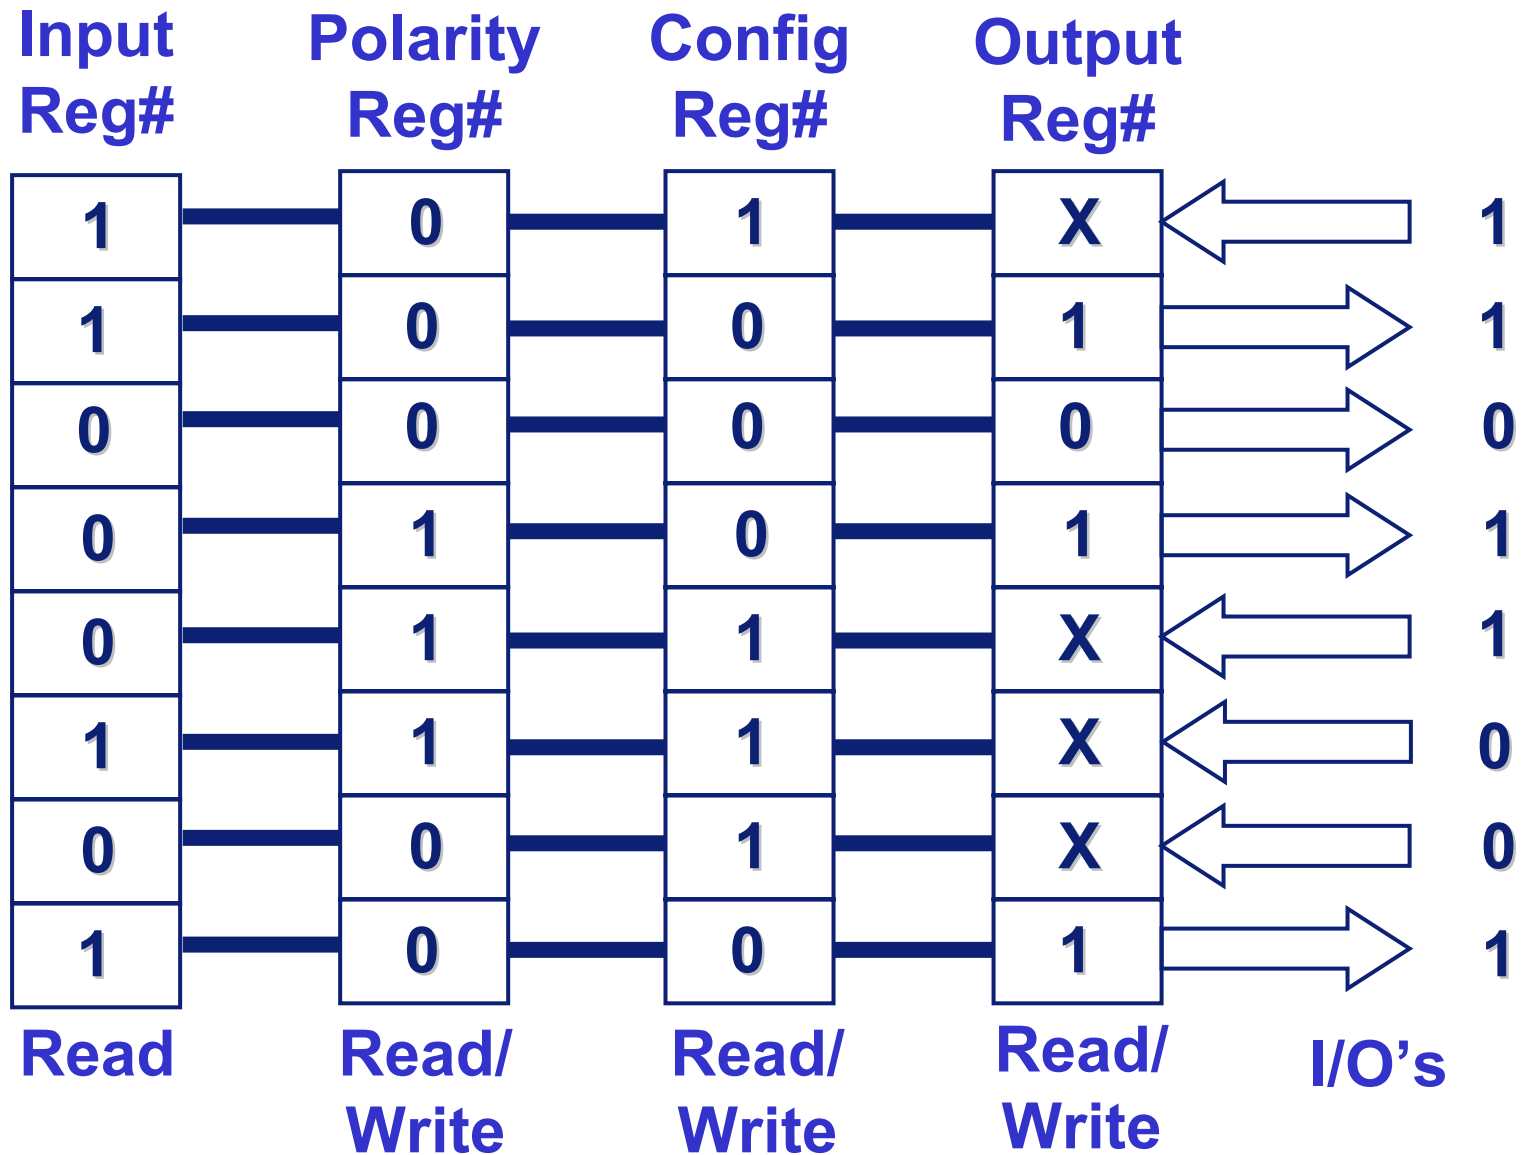 Input Polarity Config Output
Reg# Reg# Reg# Reg#
1 0 1 X 1
1 0 0 1 1
0 0 0 0 0
0 1 0 1 1
0 1 1 X 1
1 1 1 X 0
0 0 1 X 0
1 0 0 1 1
Read Read/ Read/ Read/ I/O’s
Write Write Write